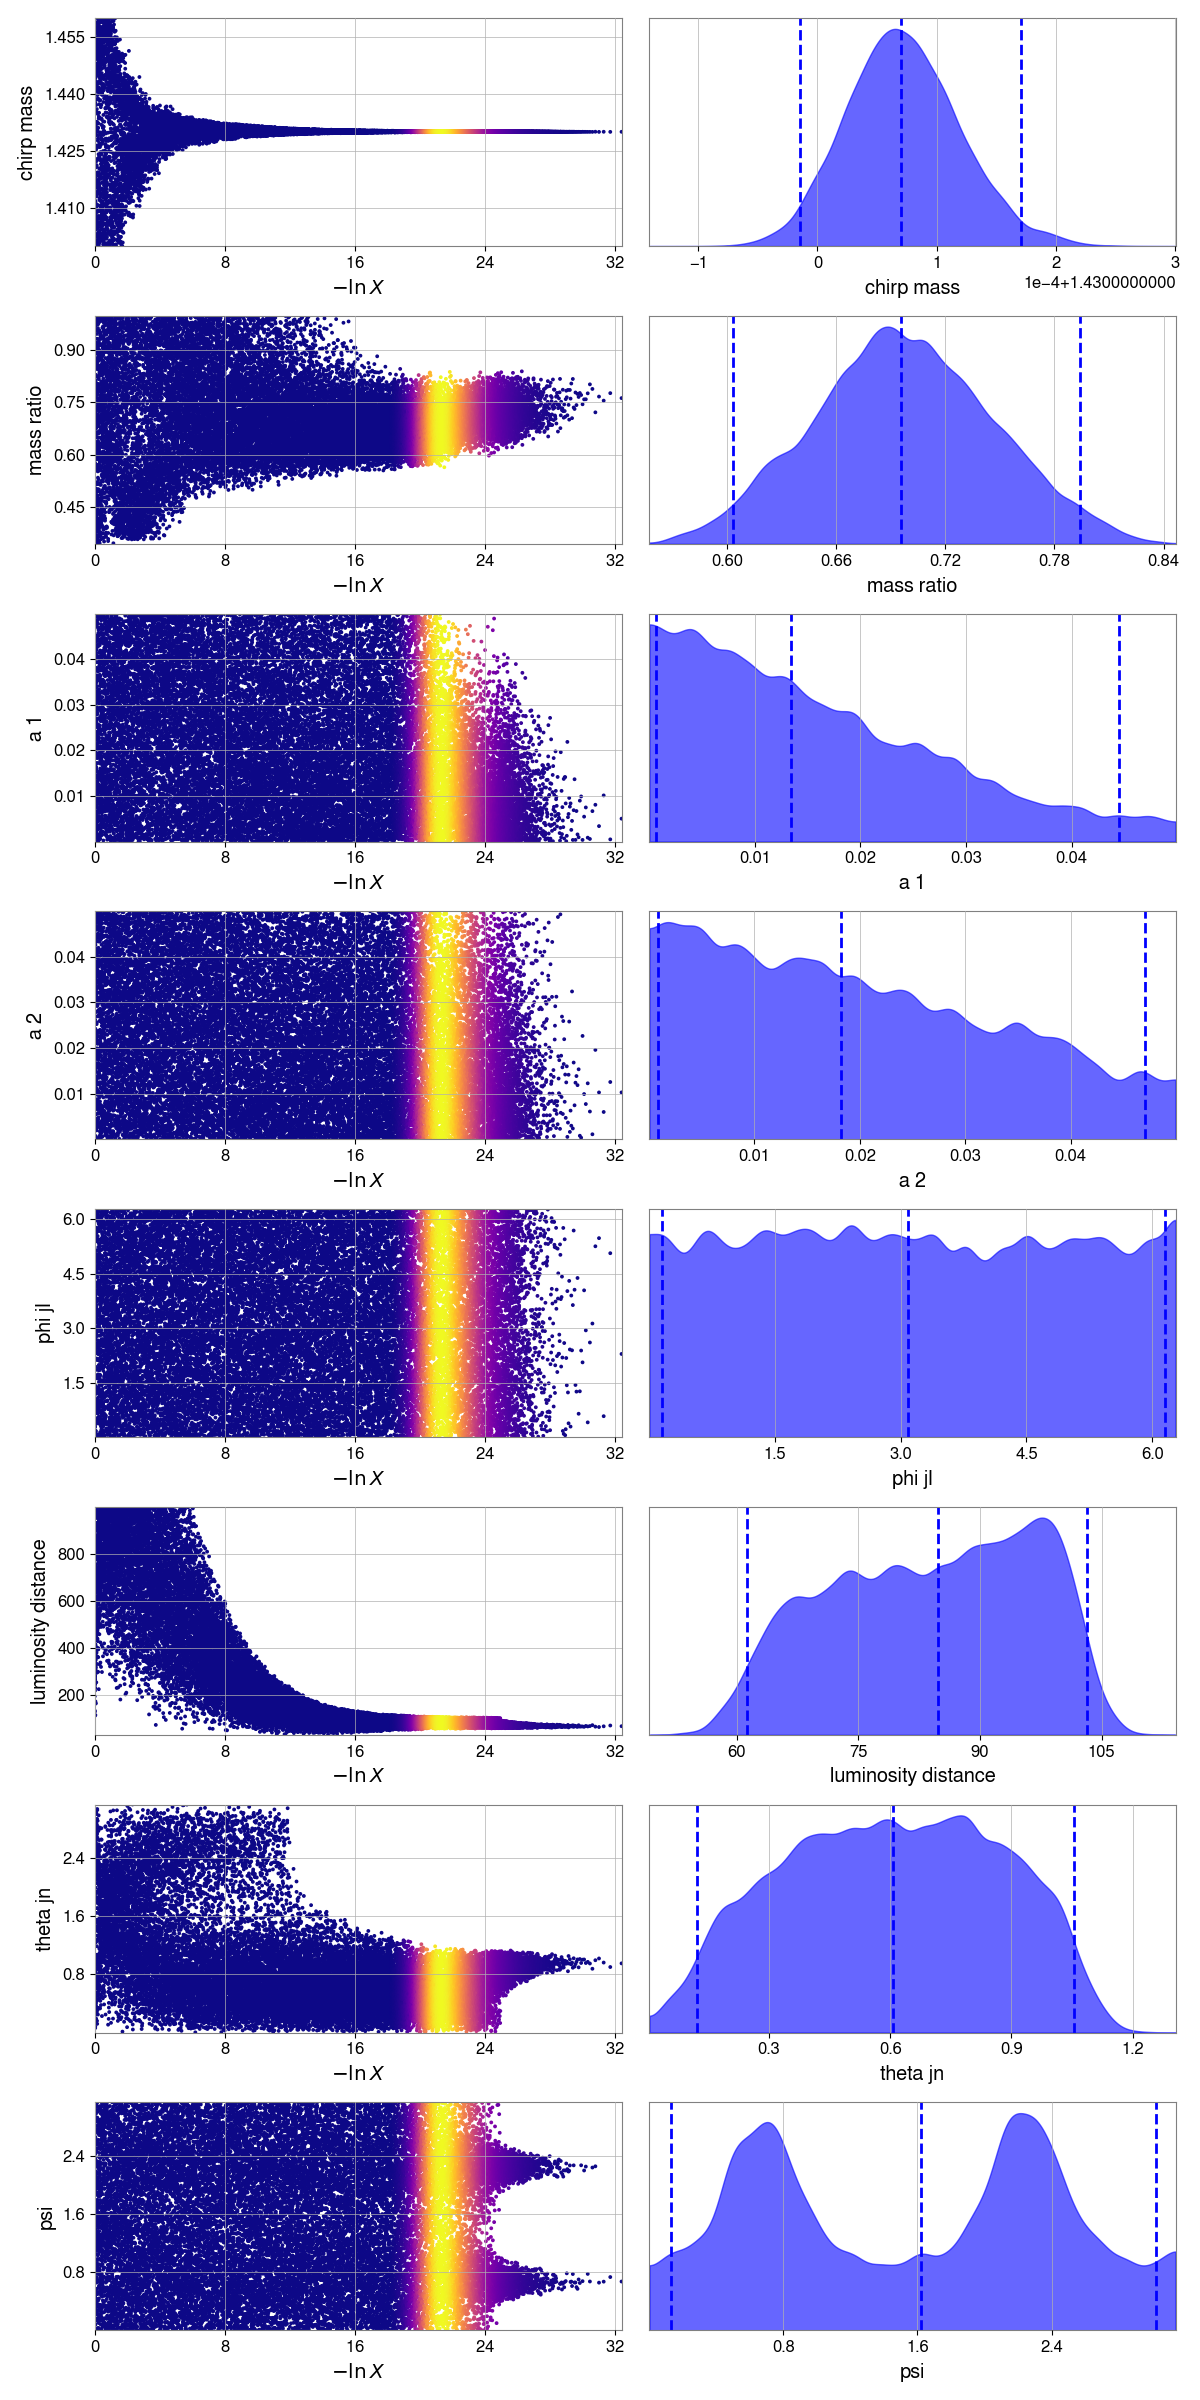 1.455
1.440
1.425
1.410
chirp mass
0 8 16 24 32
−ln X
−1 0 1 2 3
1e−4+1.4300000000
chirp mass
0.90
0.75
0.60
0.45
mass ratio
0 8 16 24 32
−ln X
0.60 0.66 0.72 0.78 0.84
mass ratio
0.04
0.03
0.02
0.01
a 1
0 8 16 24 32
−ln X
0.01 0.02 0.03 0.04
a 1
0.04
0.03
0.02
0.01
a 2
0 8 16 24 32
−ln X
0.01 0.02 0.03 0.04
a 2
6.0
4.5
3.0
1.5
phi jl
0 8 16 24 32
−ln X
1.5 3.0 4.5 6.0
phi jl
800
600
400
200
luminosity distance
0 8 16 24 32
−ln X
60 75 90 105
luminosity distance
2.4
1.6
0.8
theta jn
0 8 16 24 32
−ln X
0.3 0.6 0.9 1.2
theta jn
2.4
1.6
0.8
psi
0 8 16 24 32
−ln X
0.8 1.6 2.4
psi